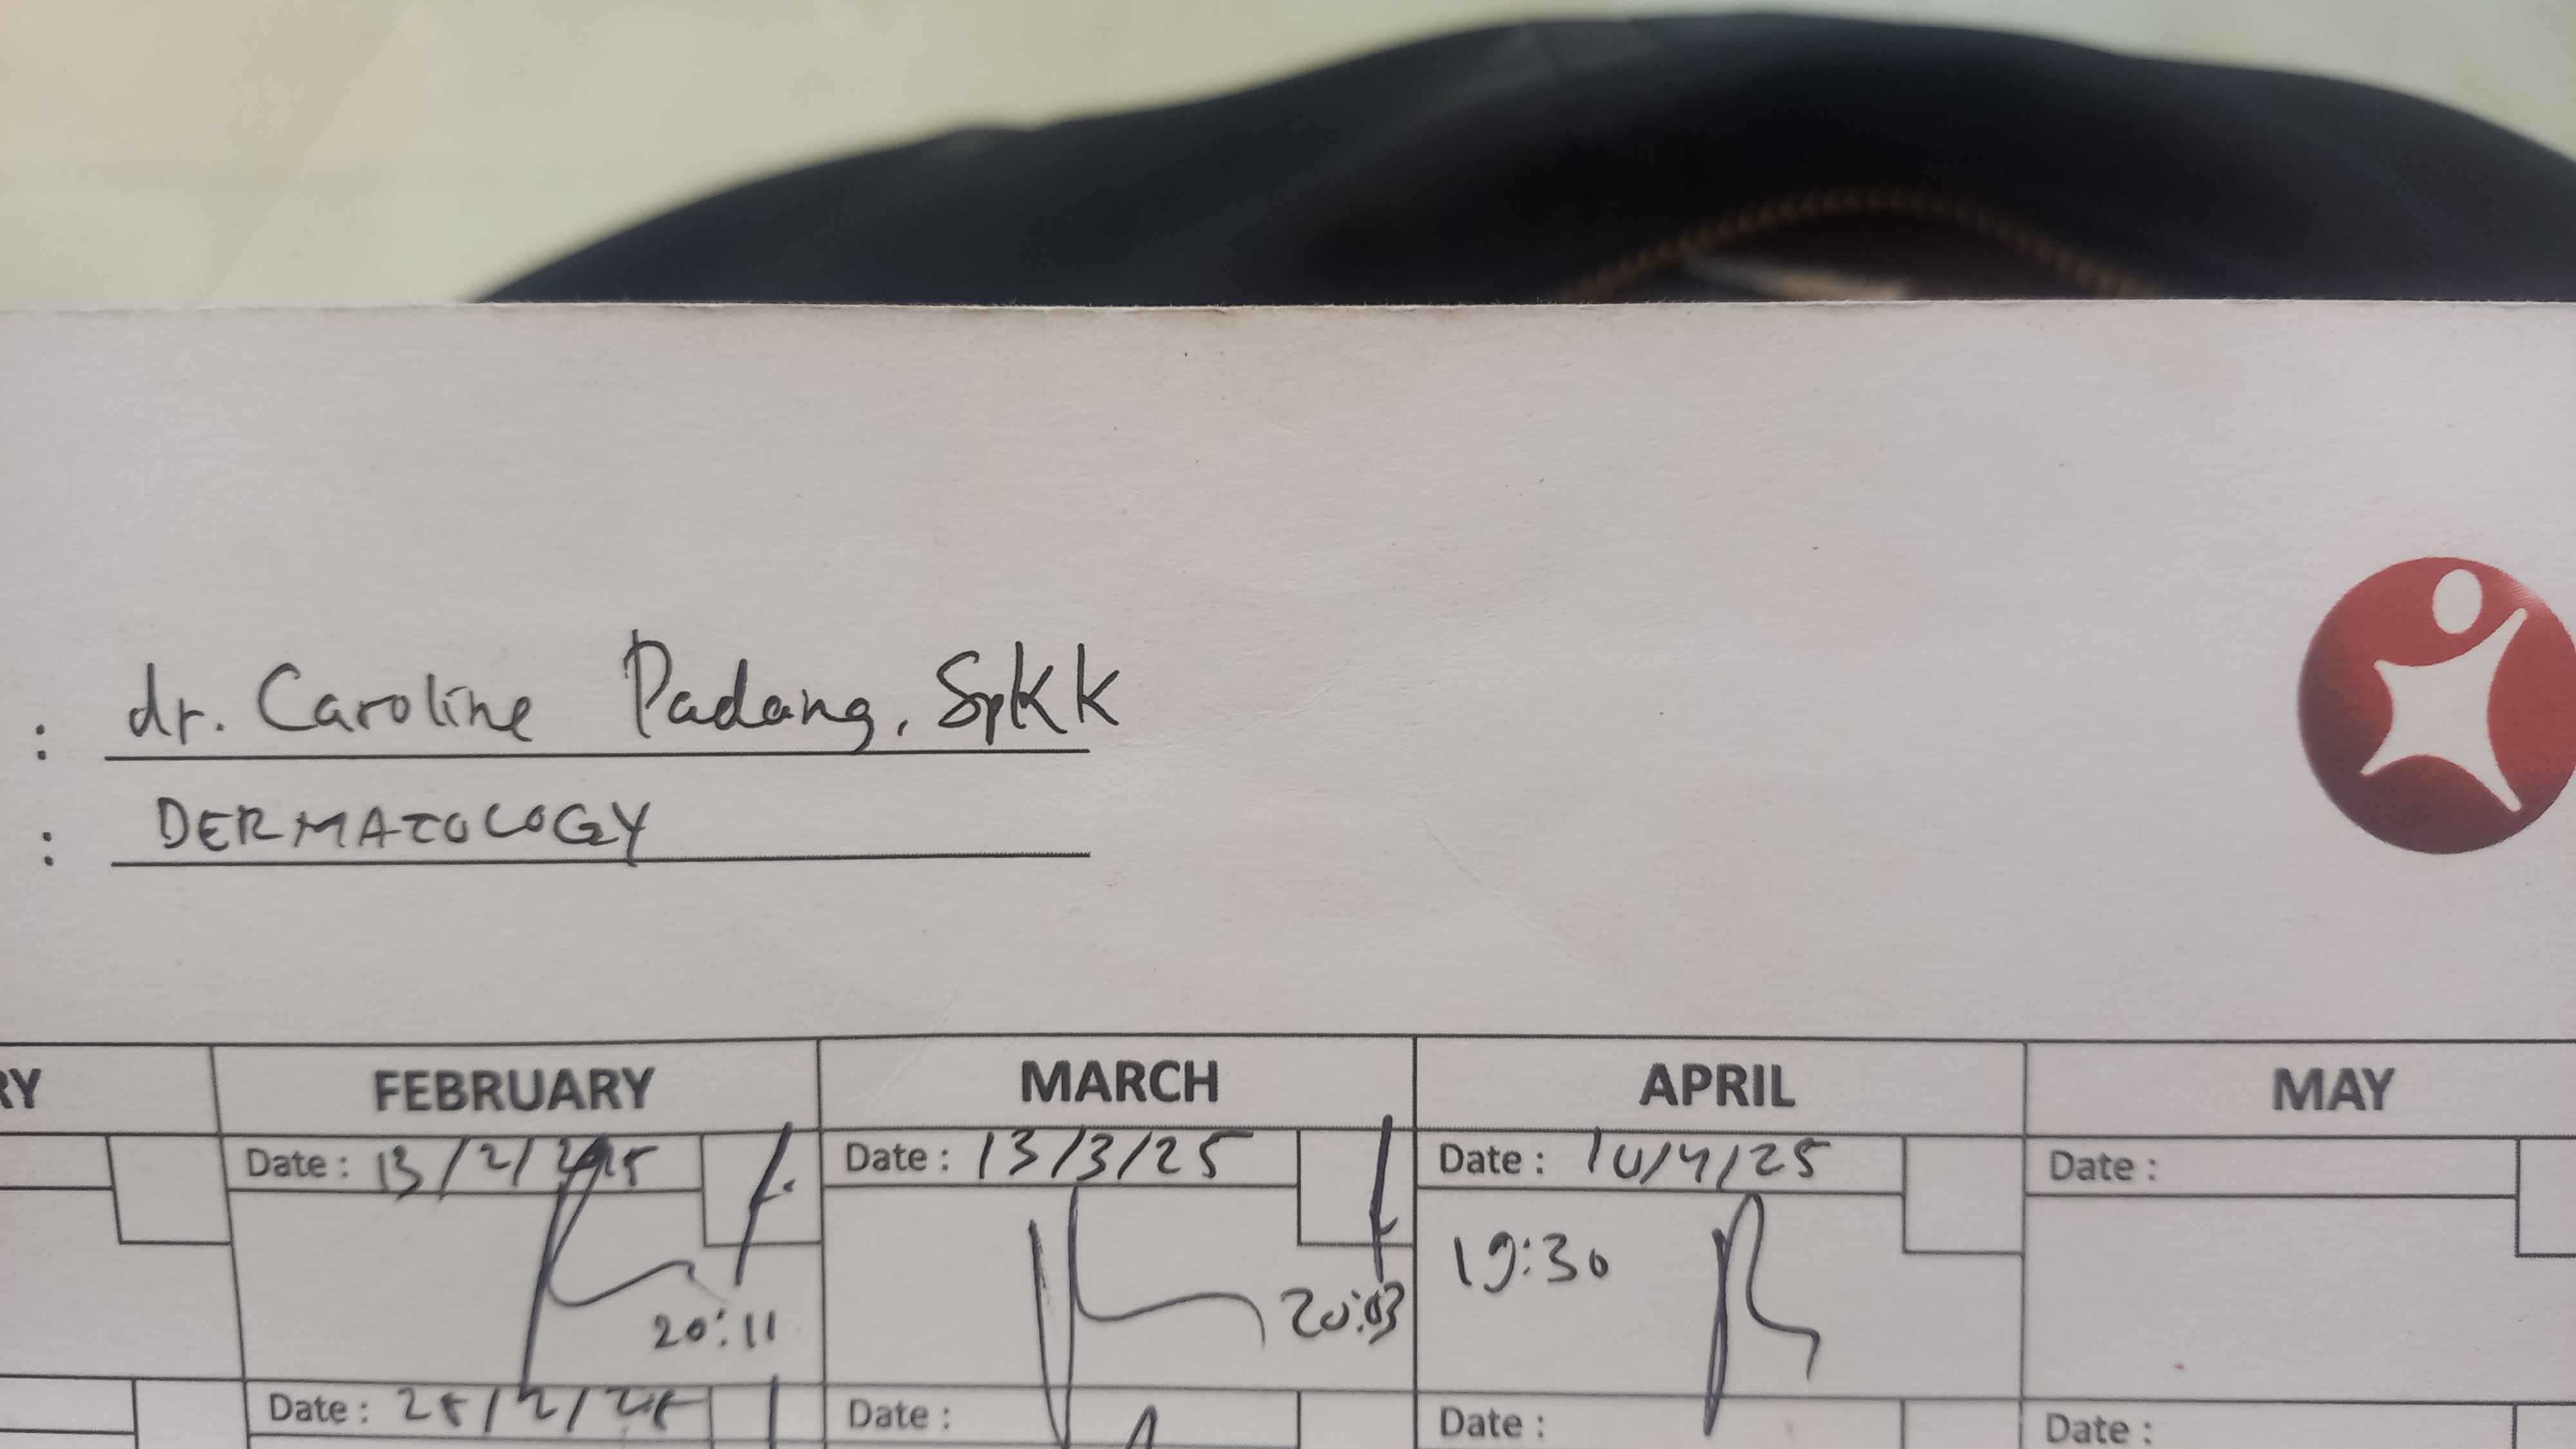 : dr. Caroline Padang, SpKK
: DERMATOLOGY
RY FEBRUARY MARCH APRIL MAY
Date : 13/2/ Date : 13/3/25 Date : 10/4/25 Date :
19:30
20:11 20:03
Date : Date : Date : Date :